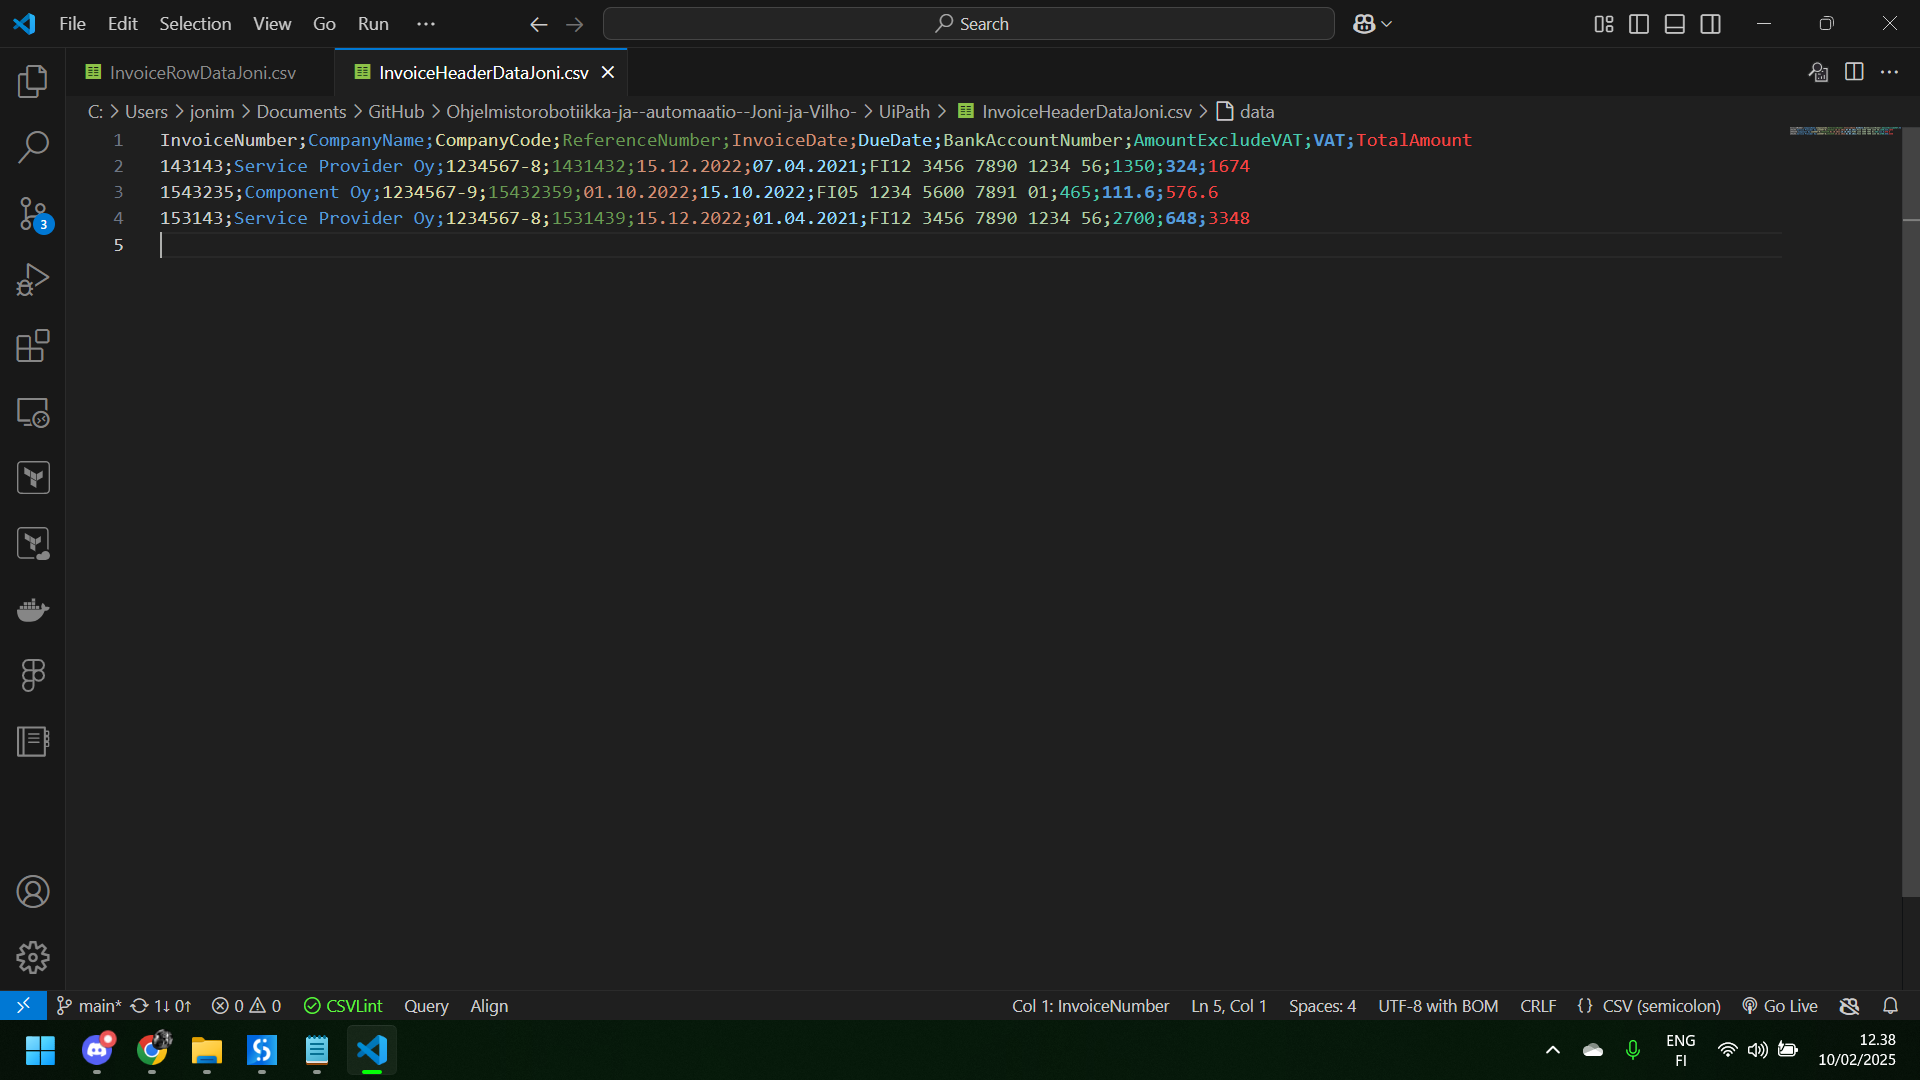 File Edit Selection View Go Run ··· Search
InvoiceRowDataJoni.csv InvoiceHeaderDataJoni.csv
C: > Users > jonim > Documents > GitHub > Ohjelmistorobotiikka-ja--automaatio--Joni-ja-Vilho- > UiPath > InvoiceHeaderDataJoni.csv > data
1 InvoiceNumber;CompanyName;CompanyCode;ReferenceNumber;InvoiceDate;DueDate;BankAccountNumber;AmountExcludeVAT;VAT;TotalAmount
2 143143;Service Provider Oy;1234567-8;1431432;15.12.2022;07.04.2021;FI12 3456 7890 1234 56;1350;324;1674
3 1543235;Component Oy;1234567-9;15432359;01.10.2022;15.10.2022;FI05 1234 5600 7891 01;465;111.6;576.6
4 153143;Service Provider Oy;1234567-8;1531439;15.12.2022;01.04.2021;FI12 3456 7890 1234 56;2700;648;3348
5
3
main* 1↓ 0↑ 0 0 CSVLint Query Align Col 1: InvoiceNumber Ln 5, Col 1 Spaces: 4 UTF-8 with BOM CRLF {} CSV (semicolon) Go Live
ENG 12.38
FI 10/02/2025